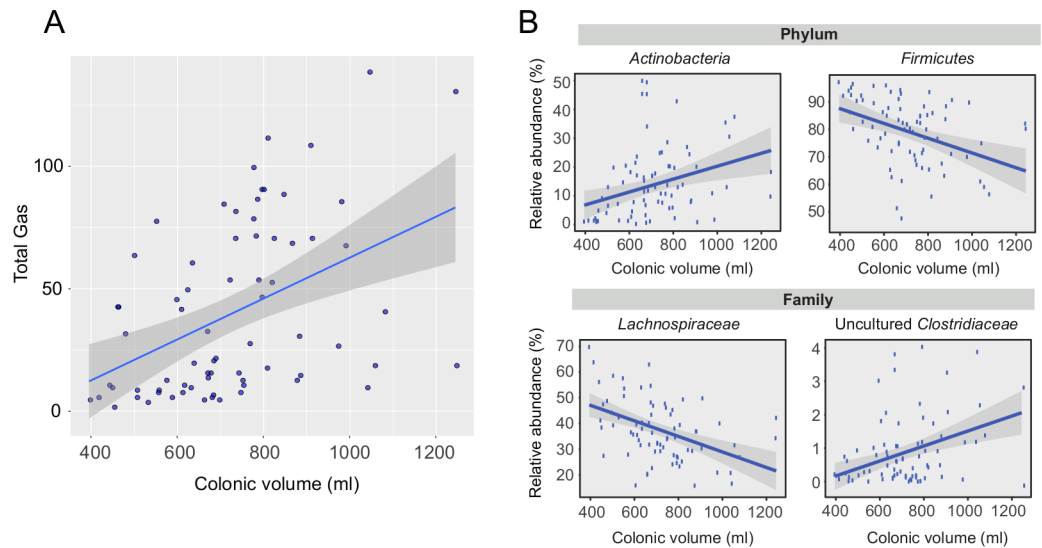 A
Total Gas
100
50
0
400 600 800 1000 1200
Colonic volume (ml)
B
Phylum
Actinobacteria
Relative abundance (%)
50
40
30
20
10
0
400 600 800 1000 1200
Colonic volume (ml)
Firmicutes
90
80
70
60
50
400 600 800 1000 1200
Colonic volume (ml)
Family
Lachnospiraceae
Relative abundance (%)
70
60
50
40
30
20
400 600 800 1000 1200
Colonic volume (ml)
Uncultured Clostridiaceae
4
3
2
1
0
400 600 800 1000 1200
Colonic volume (ml)